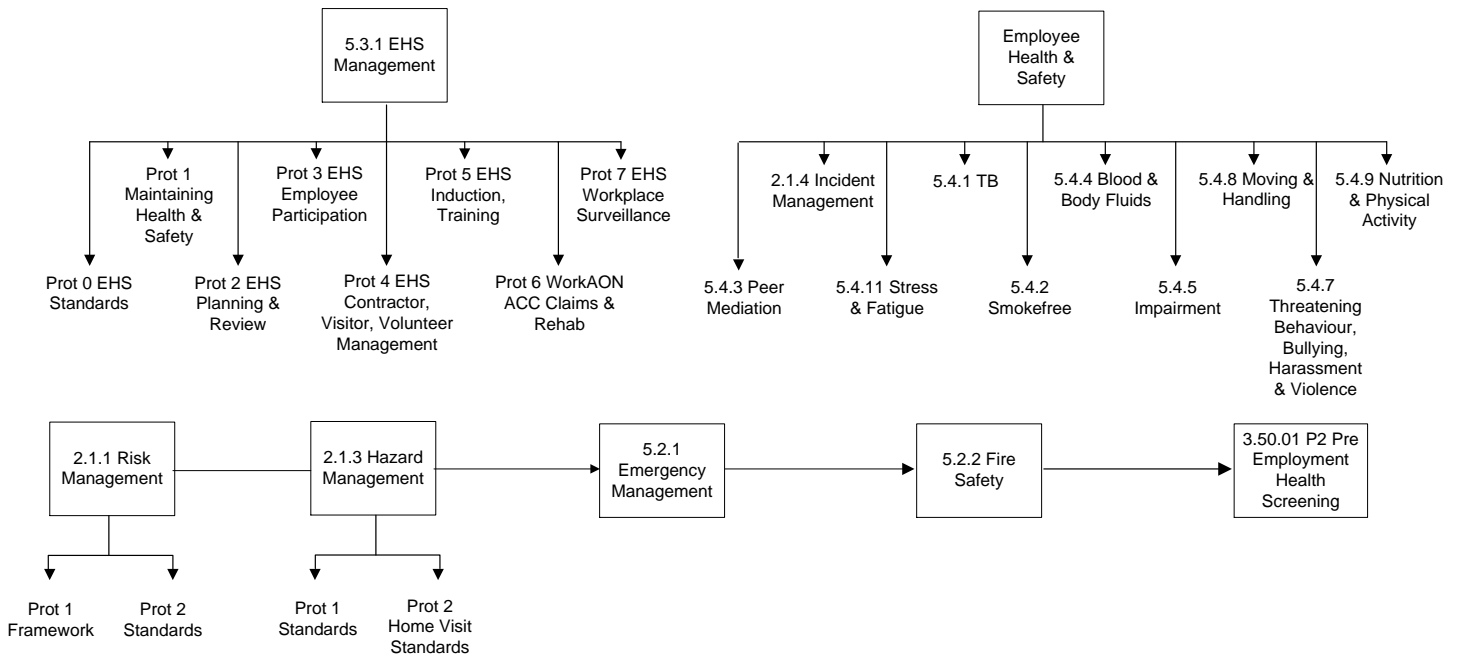 5.3.1 EHS
Management
Employee
Health &
Safety
Prot 1
Maintaining
Health &
Safety
Prot 3 EHS
Employee
Participation
Prot 5 EHS
Induction,
Training
Prot 7 EHS
Workplace
Surveillance
Prot 0 EHS
Standards
Prot 2 EHS
Planning &
Review
Prot 4 EHS
Contractor,
Visitor, Volunteer
Management
Prot 6 WorkAON
ACC Claims &
Rehab
2.1.4 Incident
Management
5.4.1 TB
5.4.4 Blood &
Body Fluids
5.4.8 Moving &
Handling
5.4.9 Nutrition
& Physical
Activity
5.4.3 Peer
Mediation
5.4.11 Stress
& Fatigue
5.4.2
Smokefree
5.4.5
Impairment
5.4.7
Threatening
Behaviour,
Bullying,
Harassment
& Violence
2.1.1 Risk
Management
2.1.3 Hazard
Management
5.2.1
Emergency
Management
5.2.2 Fire
Safety
3.50.01 P2 Pre
Employment
Health
Screening
Prot 1
Framework
Prot 2
Standards
Prot 1
Standards
Prot 2
Home Visit
Standards